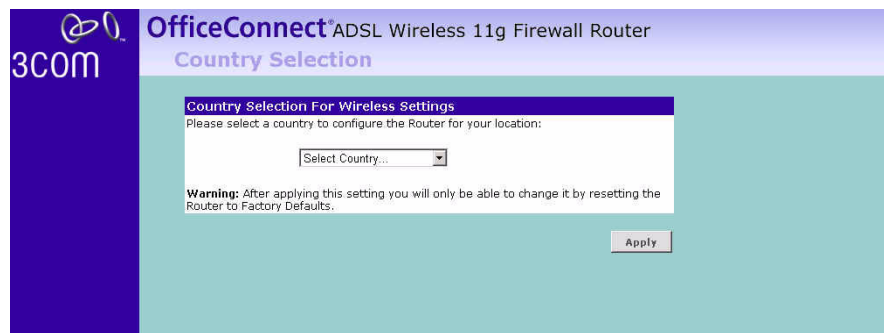 3COM
OfficeConnect® ADSL Wireless 11g Firewall Router
Country Selection
Country Selection For Wireless Settings
Please select a country to configure the Router for your location:
Select Country...
Warning: After applying this setting you will only be able to change it by resetting the
Router to Factory Defaults.
Apply